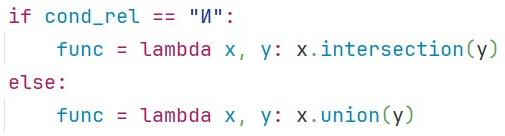 if cond_rel == "И":
    func = lambda x, y: x.intersection(y)
else:
    func = lambda x, y: x.union(y)